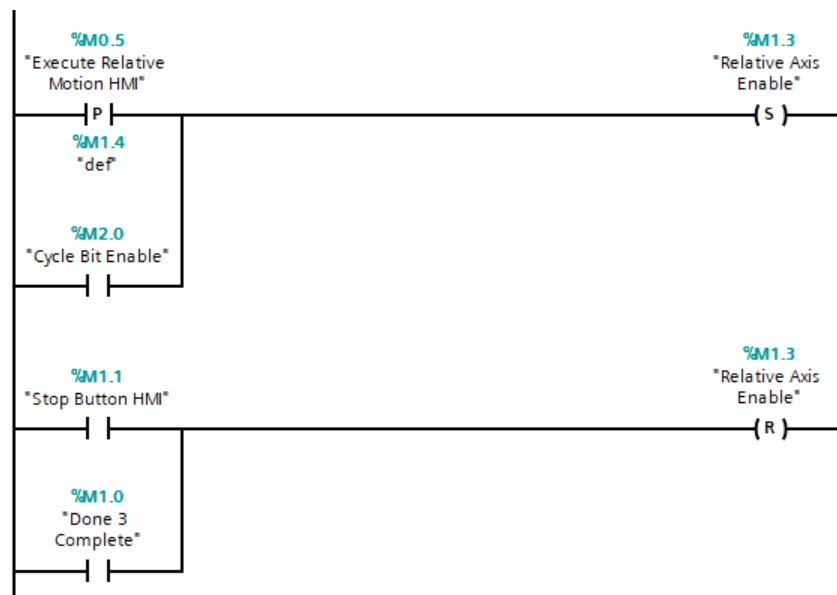 %M0.5
"Execute Relative
Motion HMI"
P
%M1.4
"def"
%M1.3
"Relative Axis
Enable"
S
%M2.0
"Cycle Bit Enable"
%M1.1
"Stop Button HMI"
%M1.3
"Relative Axis
Enable"
R
%M1.0
"Done 3
Complete"